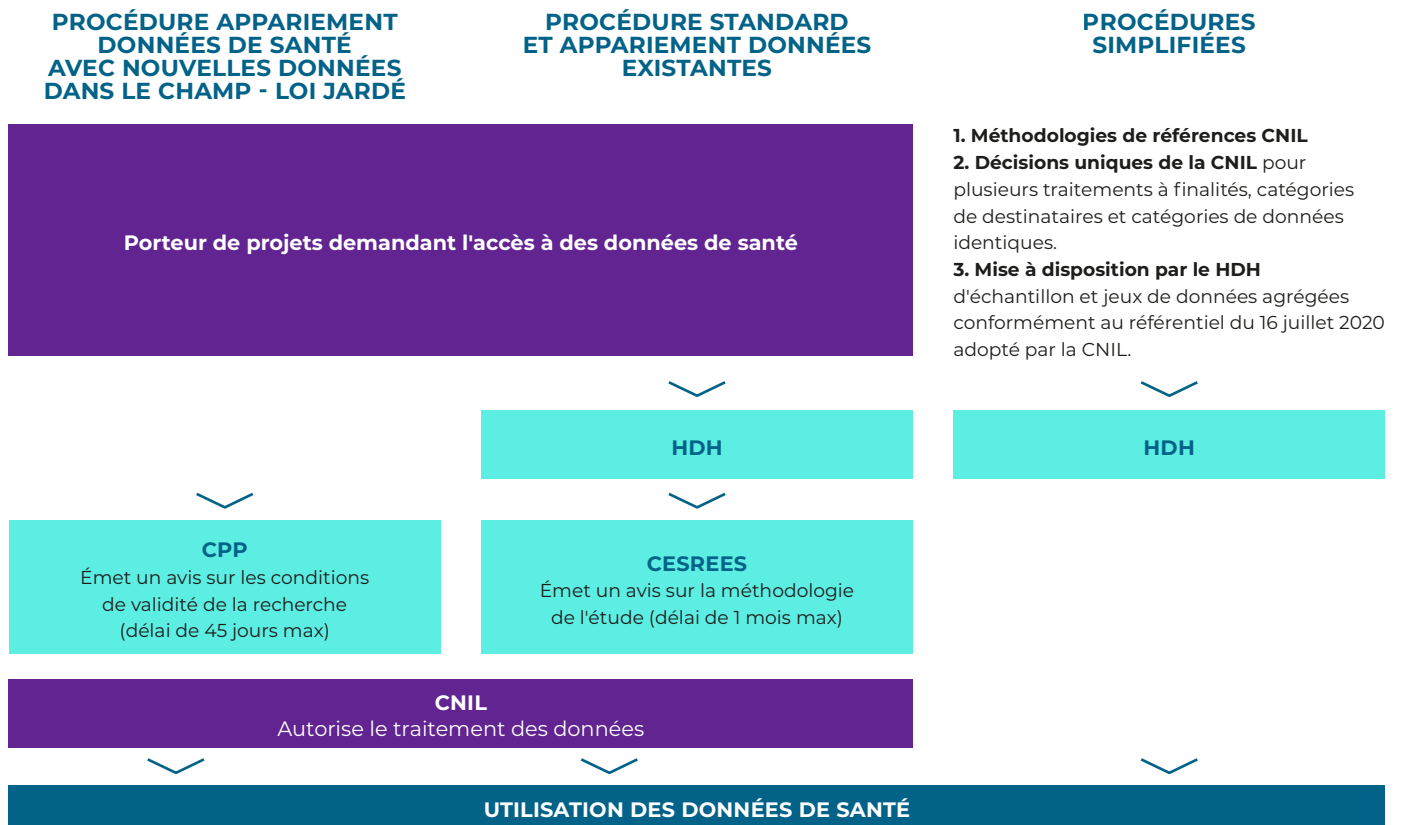 PROCÉDURE APPARIEMENT
DONNÉES DE SANTÉ
AVEC NOUVELLES DONNÉES
DANS LE CHAMP - LOI JARDÉ
PROCÉDURE STANDARD
ET APPARIEMENT DONNÉES
EXISTANTES
PROCÉDURES
SIMPLIFIÉES
Porteur de projets demandant l'accès à des données de santé
1. Méthodologies de références CNIL
2. Décisions uniques de la CNIL pour
plusieurs traitements à finalités, catégories
de destinataires et catégories de données
identiques.
3. Mise à disposition par le HDH
d'échantillon et jeux de données agrégées
conformément au référentiel du 16 juillet 2020
adopté par la CNIL.
HDH
HDH
CPP
Émet un avis sur les conditions
de validité de la recherche
(délai de 45 jours max)
CESREES
Émet un avis sur la méthodologie
de l'étude (délai de 1 mois max)
CNIL
Autorise le traitement des données
UTILISATION DES DONNÉES DE SANTÉ